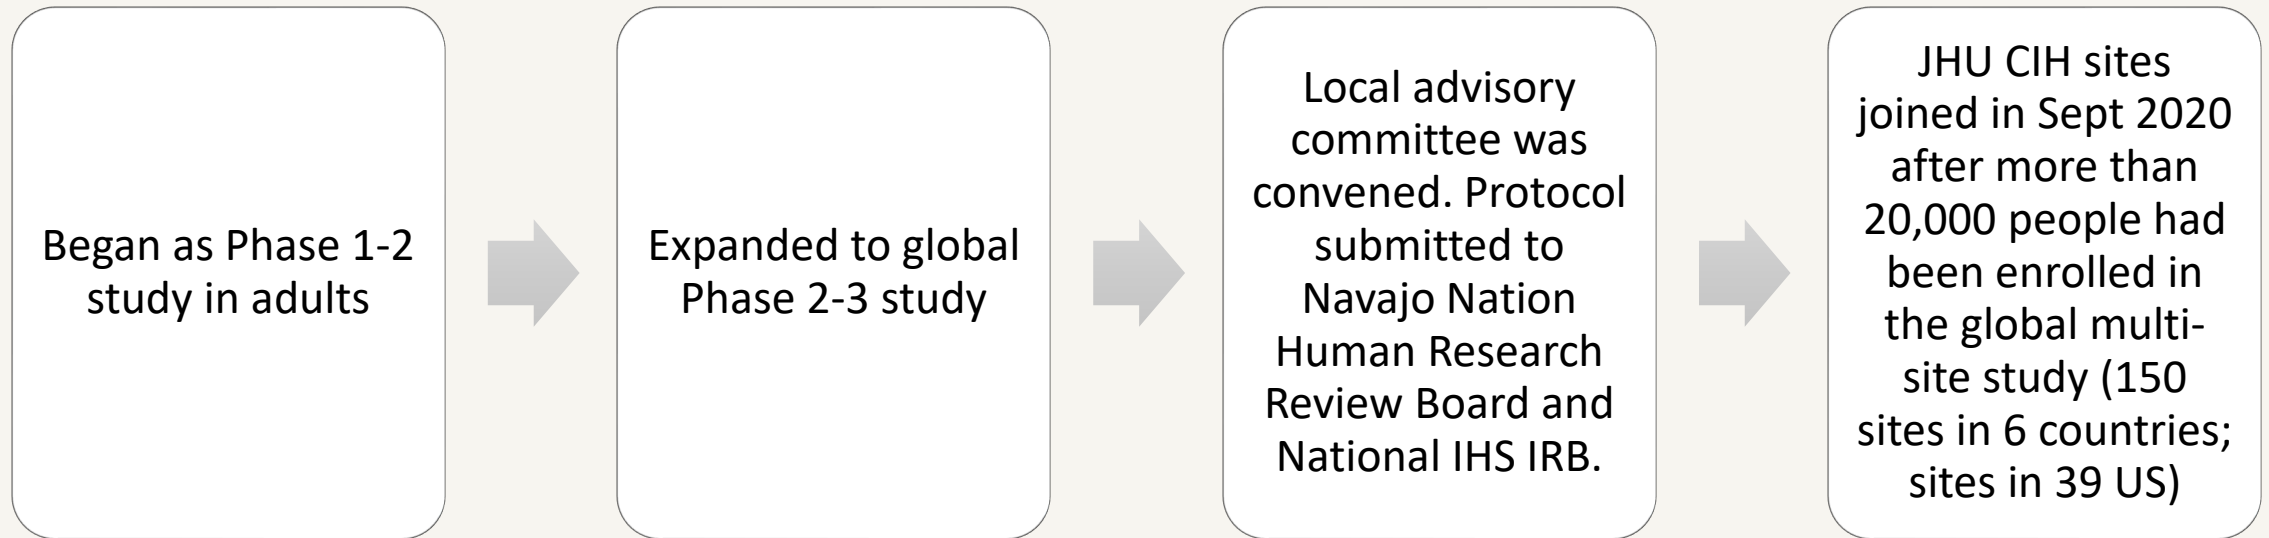 Began as Phase 1-2
study in adults
Expanded to global
Phase 2-3 study
Local advisory
committee was
convened. Protocol
submitted to
Navajo Nation
Human Research
Review Board and
National IHS IRB.
JHU CIH sites
joined in Sept 2020
after more than
20,000 people had
been enrolled in
the global multi-
site study (150
sites in 6 countries;
sites in 39 US)